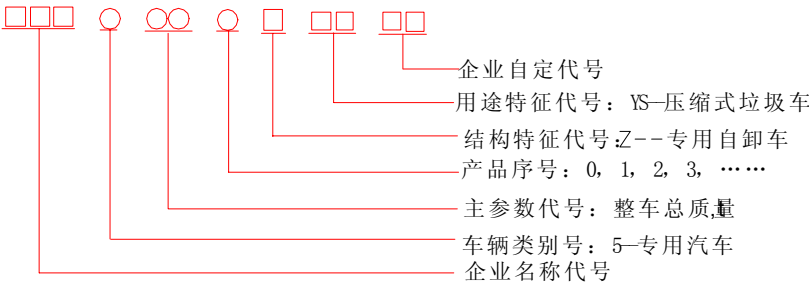 企业自定代号
用途特征代号：YS—压缩式垃圾车
结构特征代号:Z--专用自卸车
产品序号：0，1，2，3，……
主参数代号：整车总质量
车辆类别号：5—专用汽车
企业名称代号